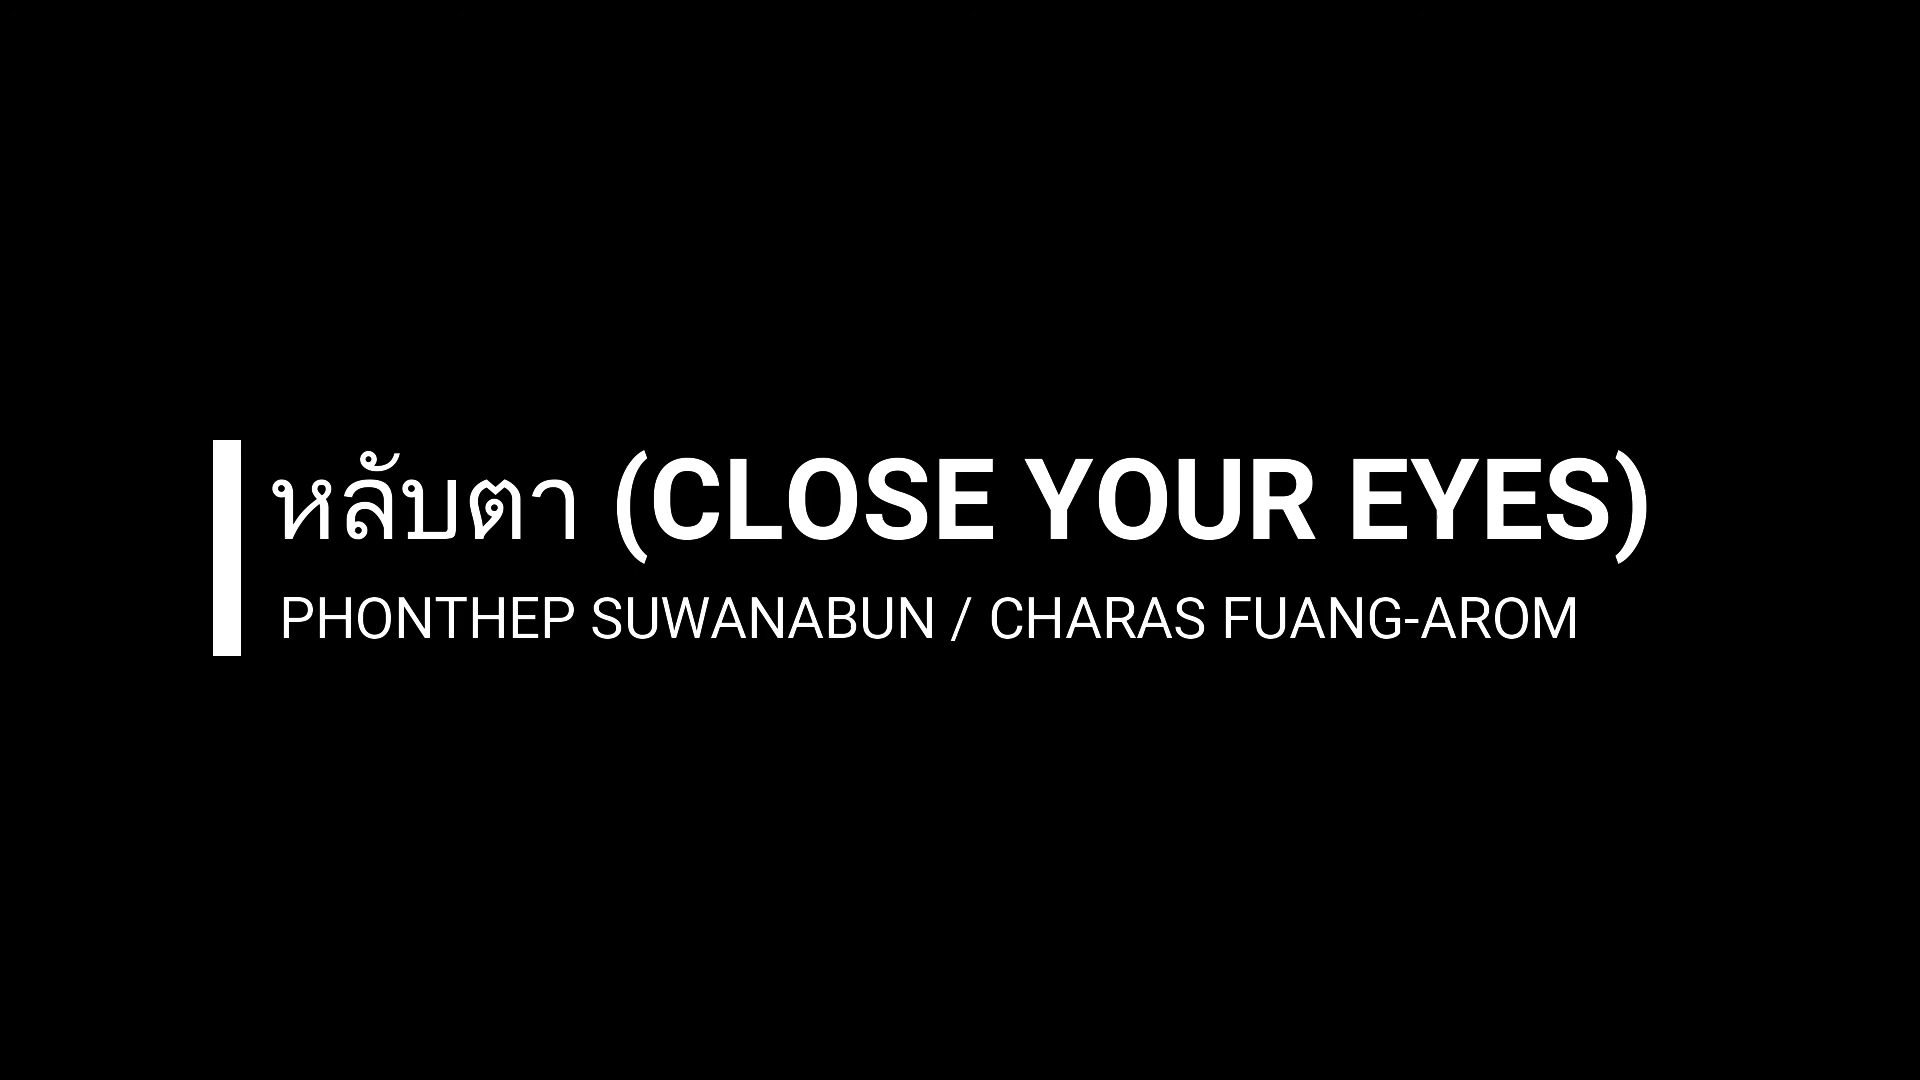 หลับตา (CLOSE YOUR EYES)
PHONTHEP SUWANABUN / CHARAS FUANG-AROM